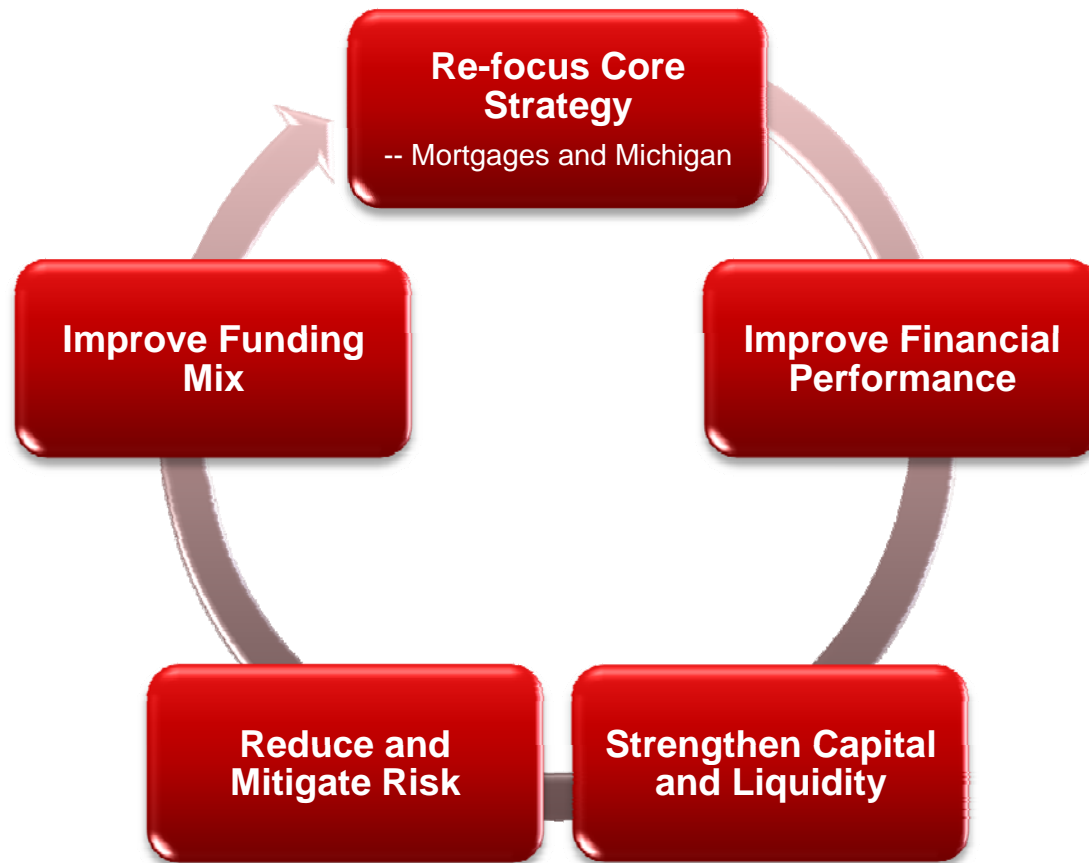 Re-focus Core
Strategy
-- Mortgages and Michigan
Improve Funding
Mix
Improve Financial
Performance
Reduce and
Mitigate Risk
Strengthen Capital
and Liquidity